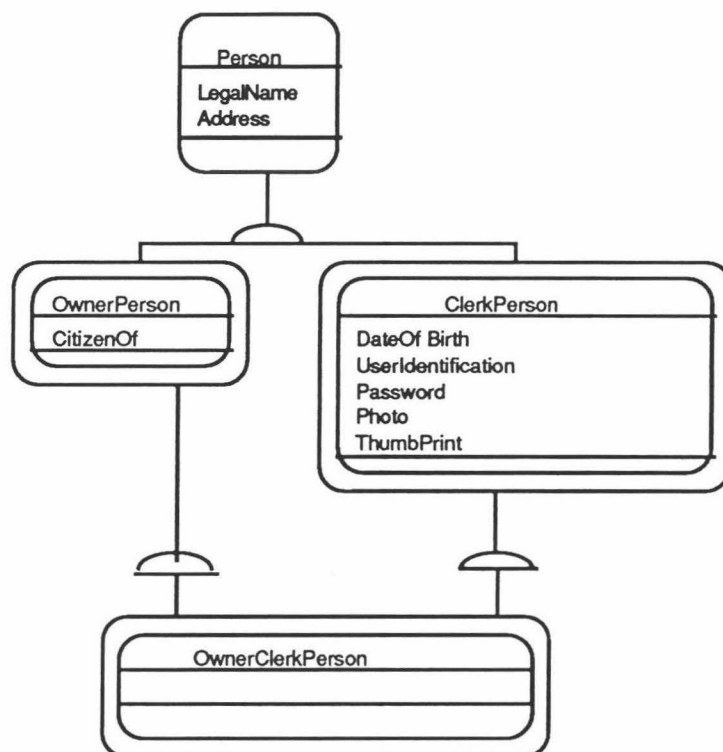 Person
LegalName
Address
OwnerPerson
CitizenOf
ClerkPerson
DateOf Birth
UserIdentification
Password
Photo
ThumbPrint
OwnerClerkPerson